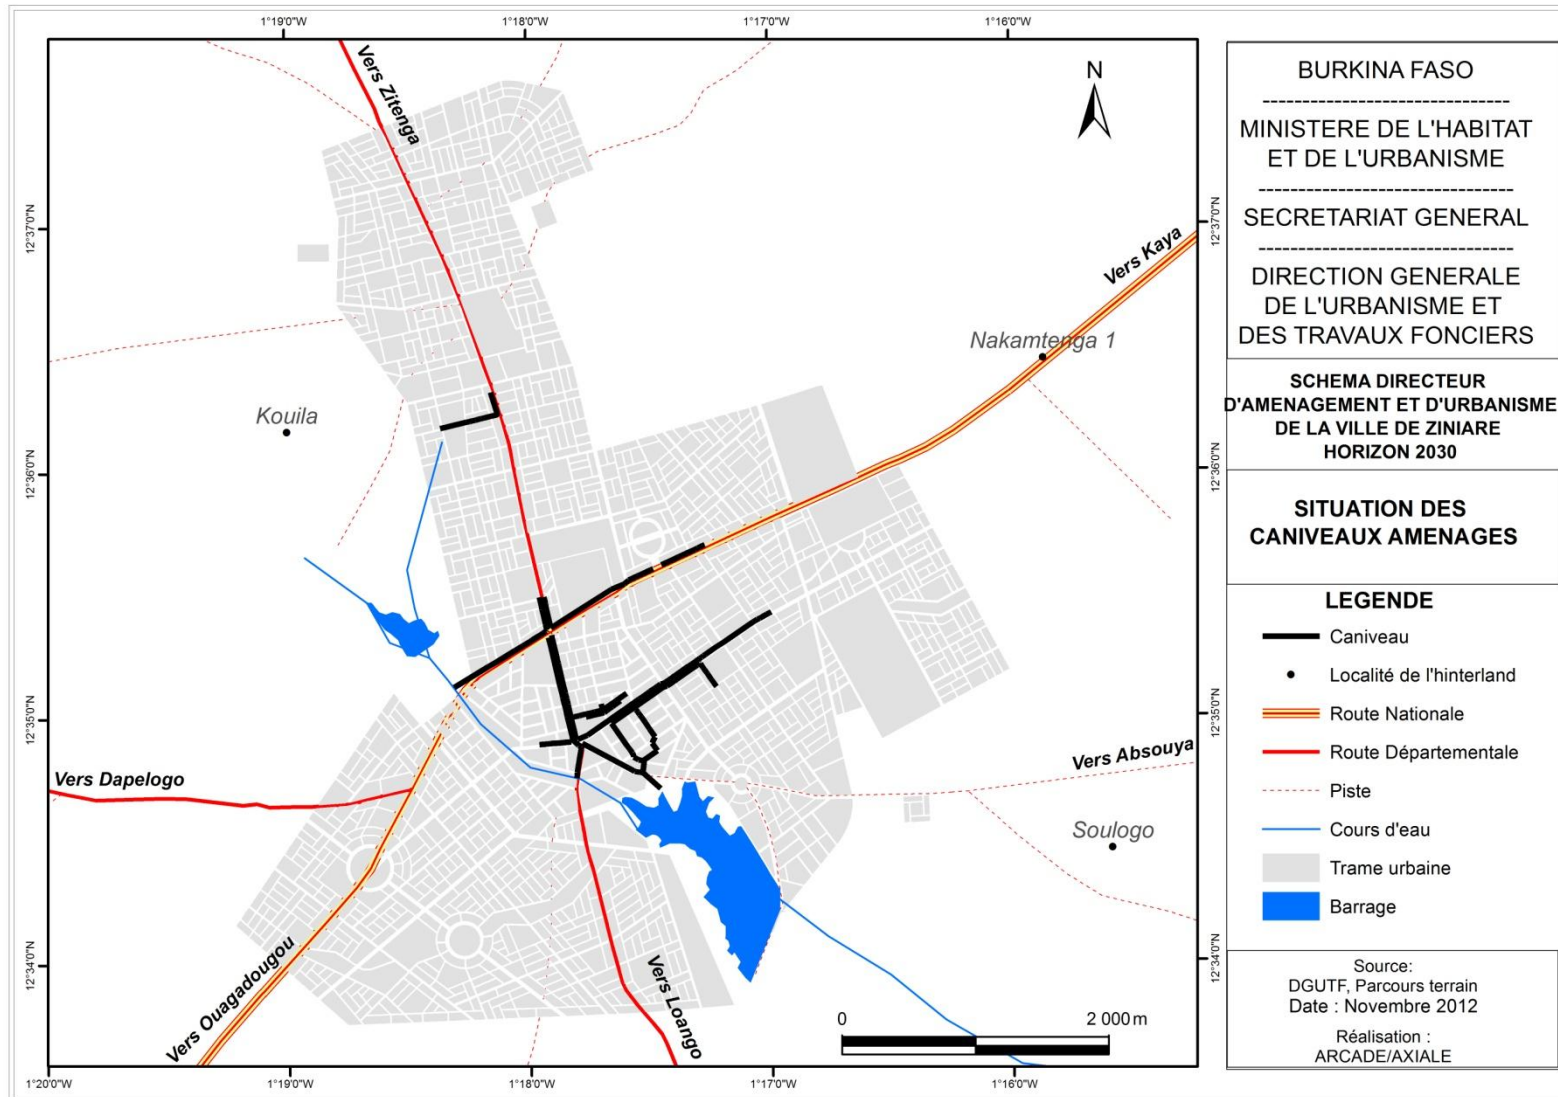 1°19'0"W
1°18'0"W
1°17'0"W
1°16'0"W
N
Vers Zitenga
12°37'0"N
12°37'0"N
Vers Kaya
Nakamtenga 1
Kouila
12°36'0"N
12°36'0"N
12°35'0"N
12°35'0"N
Vers Absouya
Vers Dapelogo
Soulogo
12°34'0"N
12°34'0"N
Vers Ouagadougou
Vers Loango
0
2 000 m
1°20'0"W
1°19'0"W
1°18'0"W
1°17'0"W
1°16'0"W
BURKINA FASO
-------------------------------
MINISTERE DE L'HABITAT
ET DE L'URBANISME
--------------------------------
SECRETARIAT GENERAL
--------------------------------
DIRECTION GENERALE
DE L'URBANISME ET
DES TRAVAUX FONCIERS
SCHEMA DIRECTEUR
D'AMENAGEMENT ET D'URBANISME
DE LA VILLE DE ZINIARE
HORIZON 2030
SITUATION DES
CANIVEAUX AMENAGES
LEGENDE
Caniveau
Localité de l'hinterland
Route Nationale
Route Départementale
Piste
Cours d'eau
Trame urbaine
Barrage
Source:
DGUTF, Parcours terrain
Date : Novembre 2012
Réalisation :
ARCADE/AXIALE